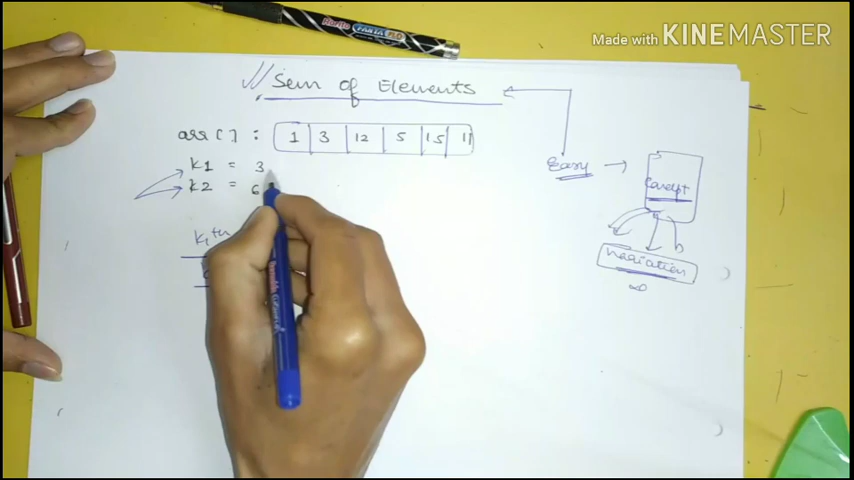 Made with KINEMASTER
Sum of Elements
arr[] : 1 3 12 5 15 11
k1 = 3
k2 = 6
k1th
Easy → Concept
Variation
∞